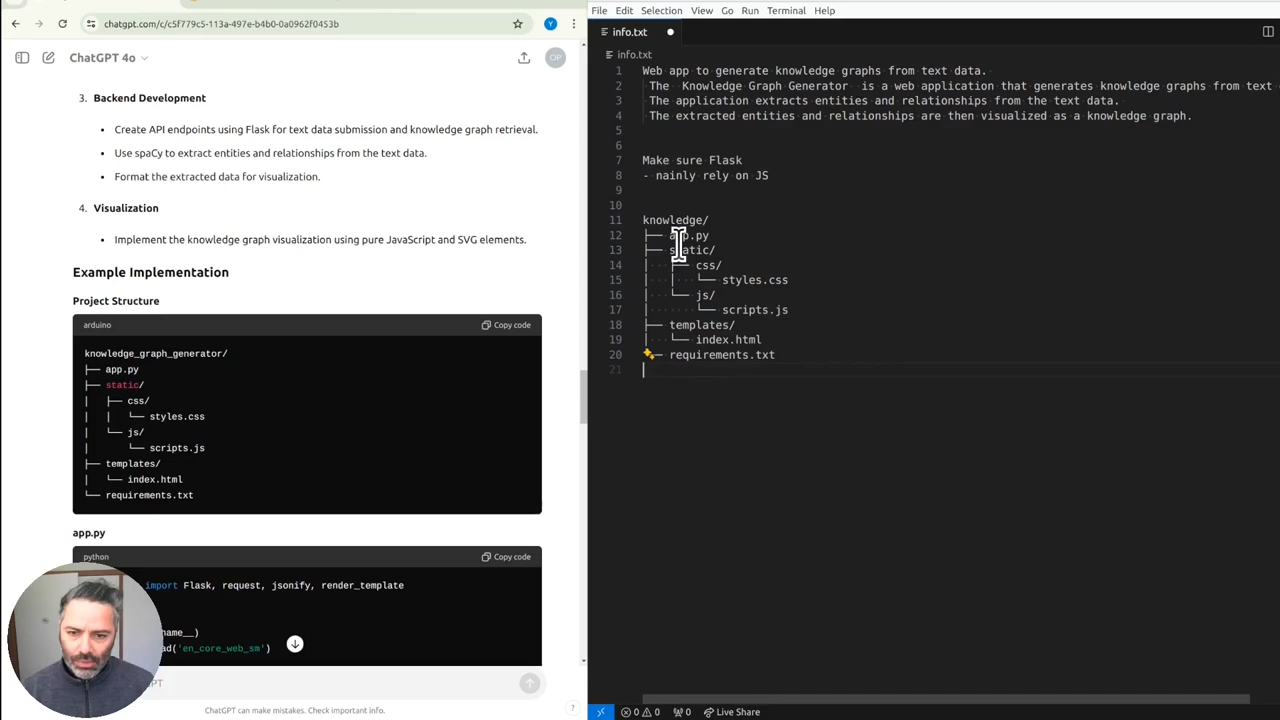 chatgpt.com/c/c5f779c5-113a-497e-b4b0-0a0962f0453b
Y
ChatGPT 4o
OP
3. Backend Development
• Create API endpoints using Flask for text data submission and knowledge graph retrieval.
• Use spaCy to extract entities and relationships from the text data.
• Format the extracted data for visualization.
4. Visualization
• Implement the knowledge graph visualization using pure JavaScript and SVG elements.
Example Implementation
Project Structure
arduino Copy code
knowledge_graph_generator/
├── app.py
├── static/
│   ├── css/
│   │   └── styles.css
│   └── js/
│       └── scripts.js
├── templates/
│   └── index.html
└── requirements.txt
app.py
python Copy code
import Flask, request, jsonify, render_template
name__)
ad('en_core_web_sm')
GPT
ChatGPT can make mistakes. Check important info.
?
File Edit Selection View Go Run Terminal Help
info.txt
info.txt
1 Web app to generate knowledge graphs from text data.
2 The Knowledge Graph Generator is a web application that generates knowledge graphs from text
3 The application extracts entities and relationships from the text data.
4 The extracted entities and relationships are then visualized as a knowledge graph.
5
6
7 Make sure Flask
8 - nainly rely on JS
9
10
11 knowledge/
12 ├── app.py
13 ├── static/
14 │   ├── css/
15 │   │   └── styles.css
16 │   └── js/
17 │       └── scripts.js
18 ├── templates/
19 │   └── index.html
20 └── requirements.txt
21
0 0 0 Live Share